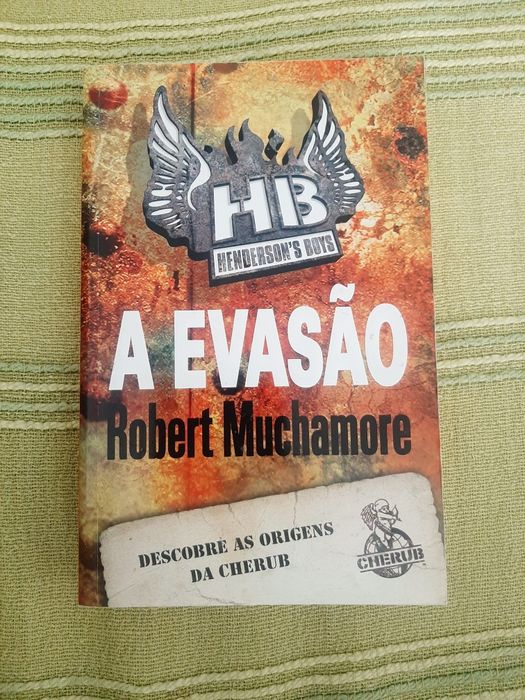 HB
HENDERSON'S BOYS
A EVASÃO
Robert Muchamore
DESCOBRE AS ORIGENS
DA CHERUB
CHERUB